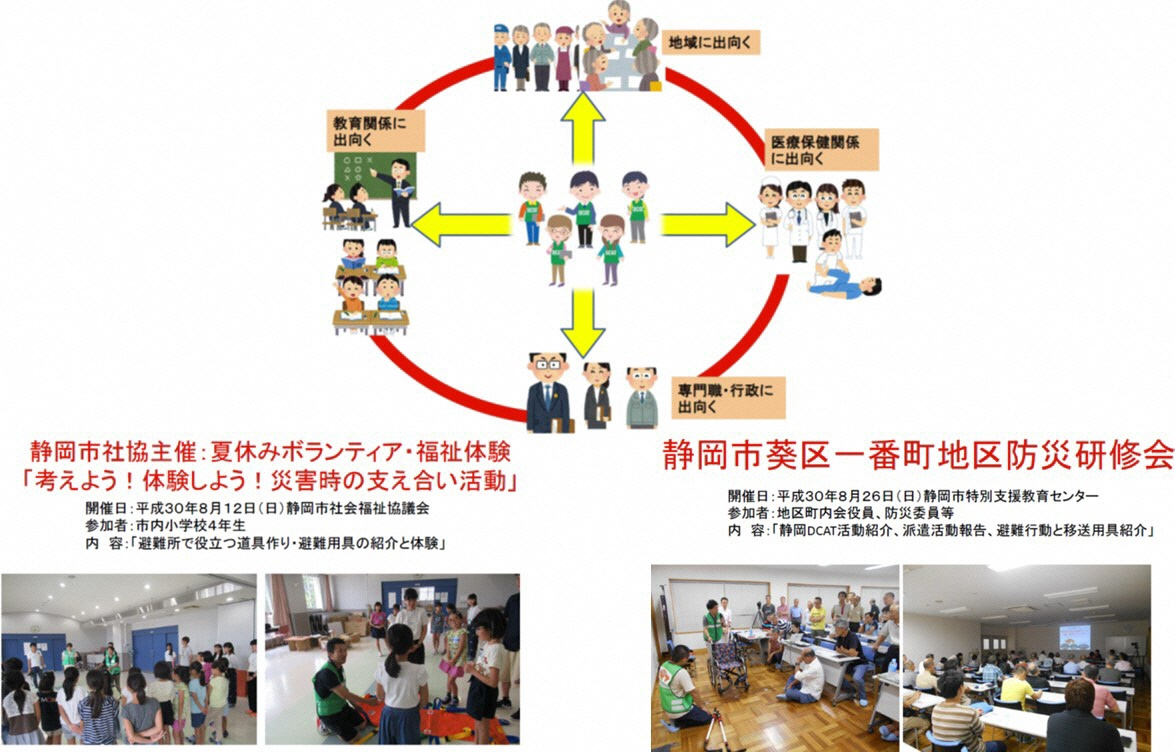 地域に出向く
教育関係に
出向く
医療保健関係
に出向く
専門職・行政に
出向く
静岡市社協主催：夏休みボランティア・福祉体験
「考えよう！体験しよう！災害時の支え合い活動」
開催日：平成30年8月12日（日）静岡市社会福祉協議会
参加者：市内小学校4年生
内　容：「避難所で役立つ道具作り・避難用具の紹介と体験」
静岡市葵区一番町地区防災研修会
開催日：平成30年8月26日（日）静岡市特別支援教育センター
参加者：地区町内会役員、防災委員等
内　容：「静岡DCAT活動紹介、派遣活動報告、避難行動と移送用具紹介」